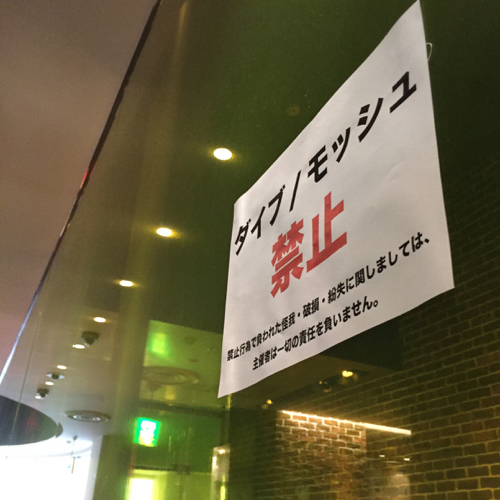 ダイブ/モッシュ
禁止
禁止行為で負われた怪我・破損・紛失に関しましては、
主催者は一切の責任を負いません。